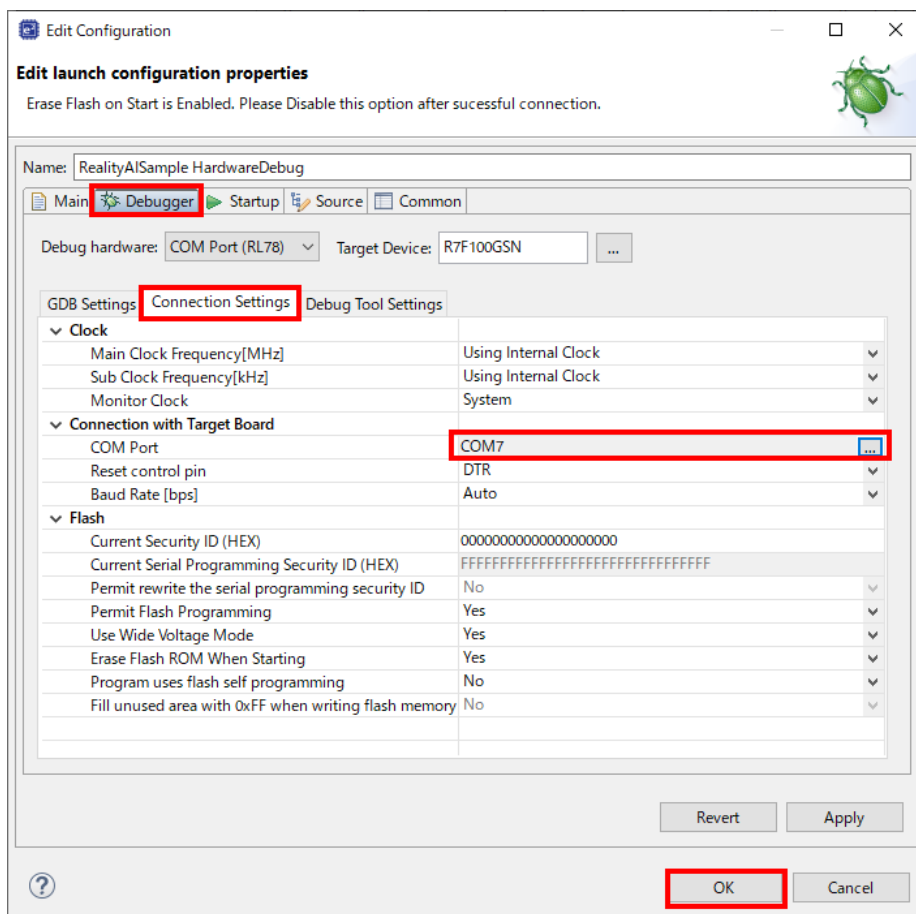 Edit Configuration
Edit launch configuration properties
Erase Flash on Start is Enabled. Please Disable this option after sucessful connection.
Name: RealityAISample HardwareDebug
Main Debugger Startup Source Common
Debug hardware: COM Port (RL78) Target Device: R7F100GSN ...
GDB Settings Connection Settings Debug Tool Settings
Clock
Main Clock Frequency[MHz] Using Internal Clock
Sub Clock Frequency[kHz] Using Internal Clock
Monitor Clock System
Connection with Target Board
COM Port COM7 ...
Reset control pin DTR
Baud Rate [bps] Auto
Flash
Current Security ID (HEX) 00000000000000000000
Current Serial Programming Security ID (HEX) FFFFFFFFFFFFFFFFFFFFFFFFFFFFFFFF
Permit rewrite the serial programming security ID No
Permit Flash Programming Yes
Use Wide Voltage Mode Yes
Erase Flash ROM When Starting Yes
Program uses flash self programming No
Fill unused area with 0xFF when writing flash memory No
Revert Apply
? OK Cancel